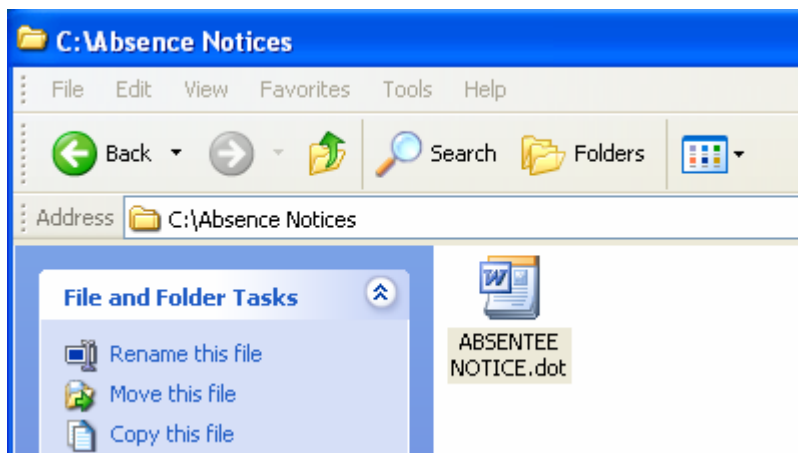 C:\Absence Notices
File Edit View Favorites Tools Help
Back Search Folders
Address C:\Absence Notices
File and Folder Tasks
Rename this file
Move this file
Copy this file
ABSENTEE
NOTICE.dot